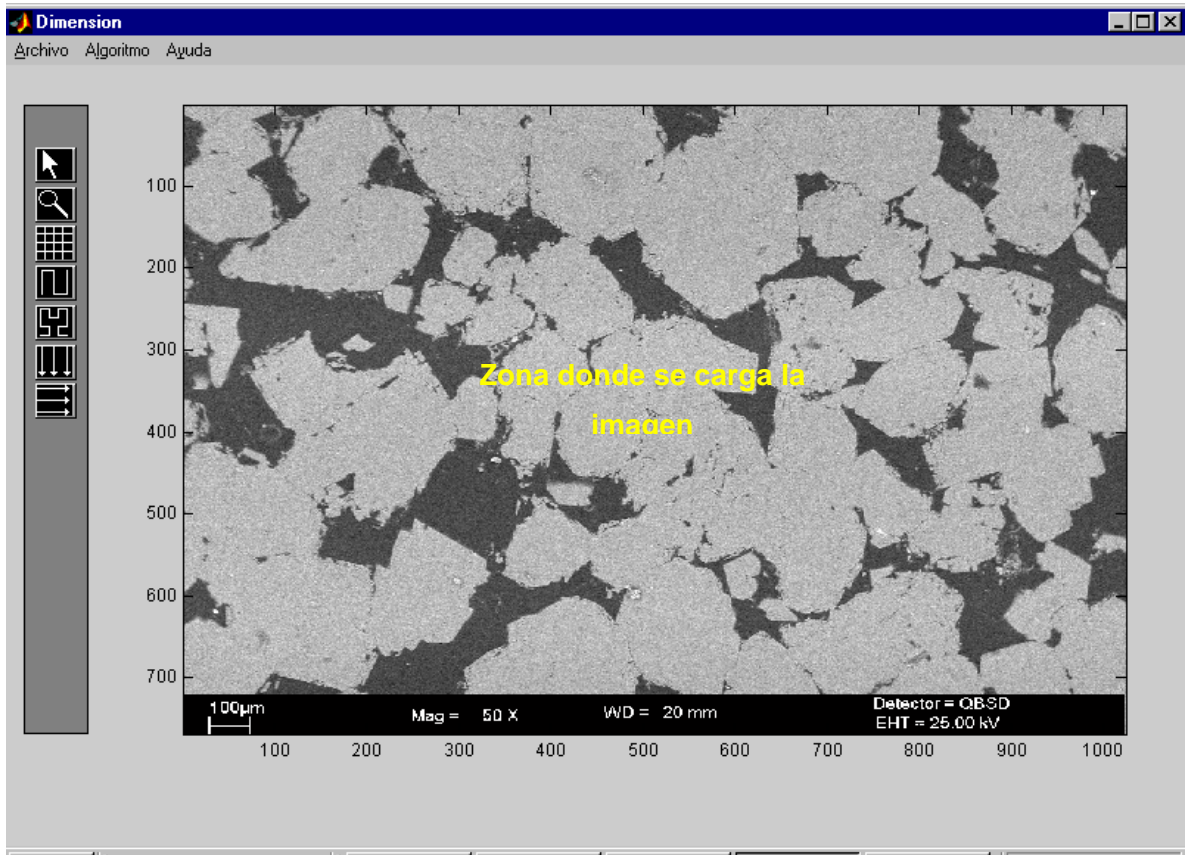 Dimension
Archivo Algoritmo Ayuda
100
200
300
400
500
600
700
Zona donde se carga la
imagen
100µm Mag = 50 X WD = 20 mm Detector = QBSD
EHT = 25.00 kV
100 200 300 400 500 600 700 800 900 1000